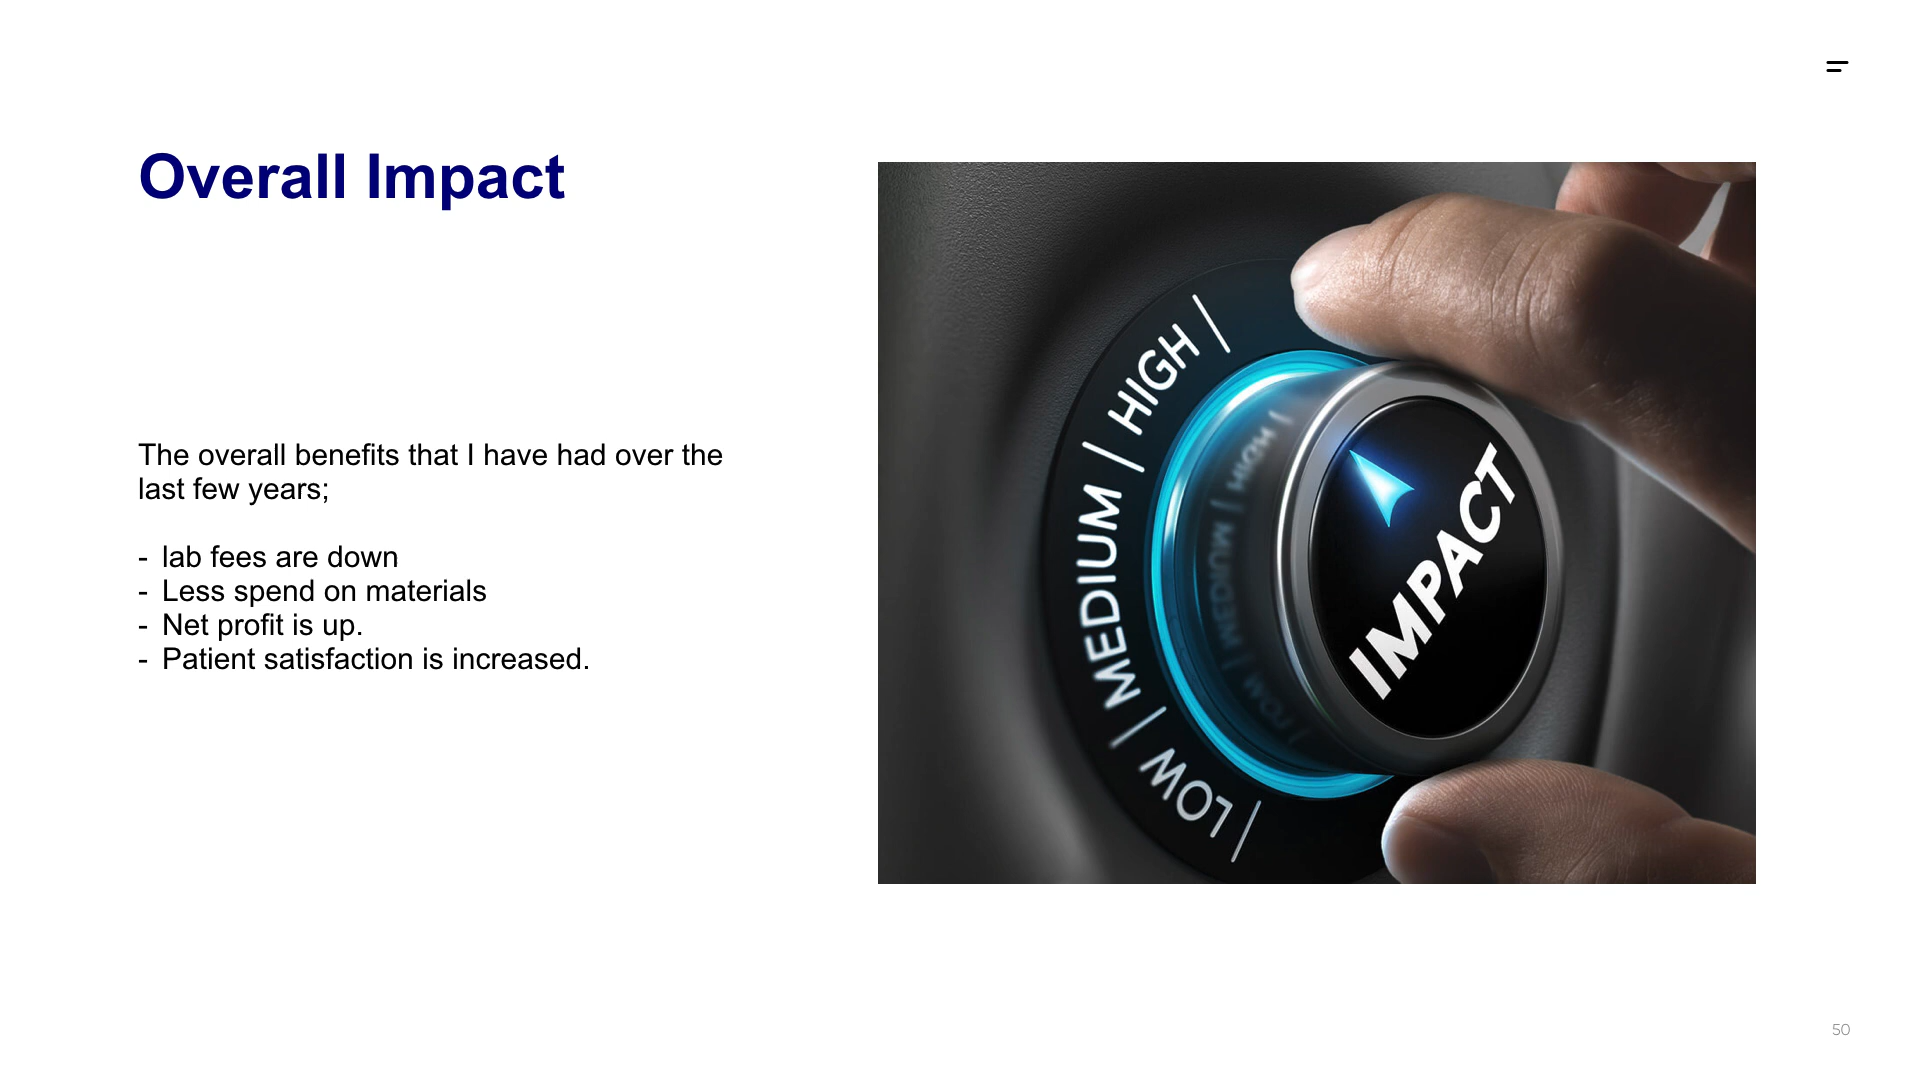 Overall Impact
The overall benefits that I have had over the
last few years;
- lab fees are down
- Less spend on materials
- Net profit is up.
- Patient satisfaction is increased.
LOW | MEDIUM | HIGH |
IMPACT
50